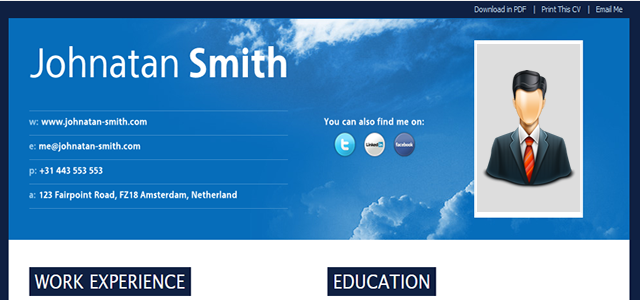 Download in PDF | Print This CV | Email Me
Johnatan Smith
w: www.johnatan-smith.com
You can also find me on:
e: me@johnatan-smith.com
t Linked in facebook
p: +31 443 553 553
a: 123 Fairpoint Road, FZ18 Amsterdam, Netherland
WORK EXPERIENCE
EDUCATION